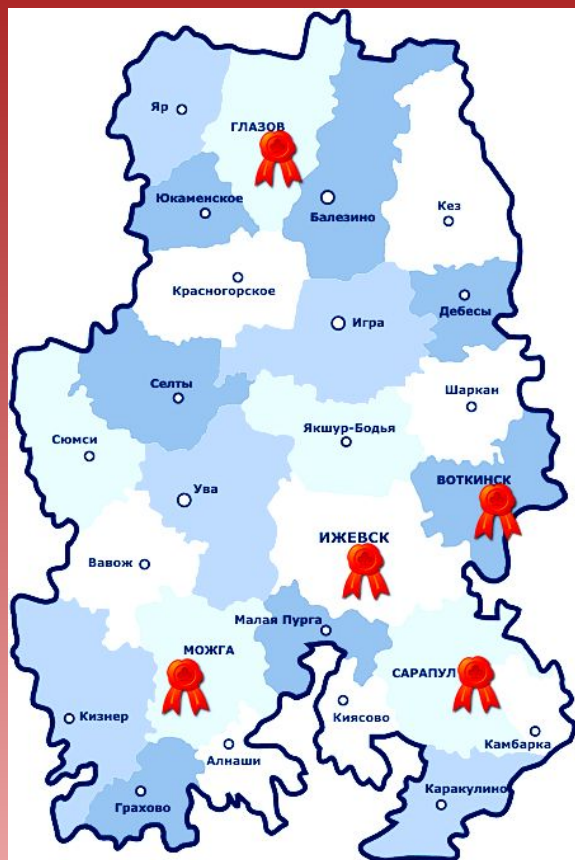 Яр
ГЛАЗОВ
Юкаменское
Балезино
Кез
Красногорское
Дебесы
Игра
Селты
Шаркан
Якшур-Бодья
Сюмси
ВОТКИНСК
Ува
ИЖЕВСК
Вавож
Малая Пурга
МОЖГА
САРАПУЛ
Кизнер
Киясово
Камбарка
Алнаши
Грахово
Каракулино